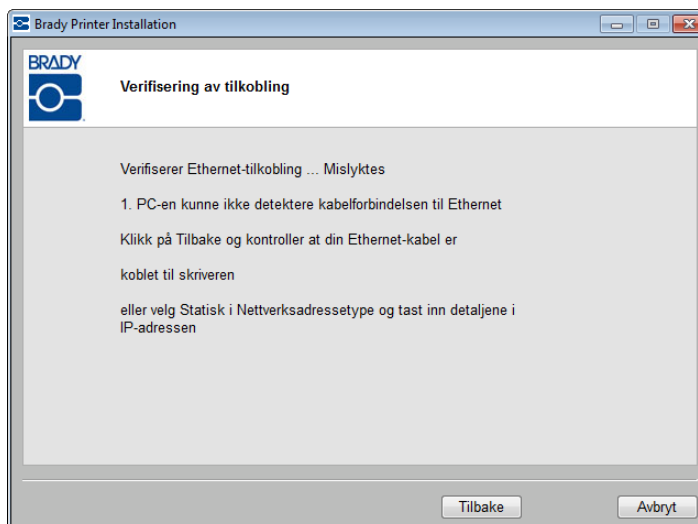 Brady Printer Installation
BRADY
Verifisering av tilkobling
Verifiserer Ethernet-tilkobling ... Mislyktes
1. PC-en kunne ikke detektere kabelforbindelsen til Ethernet
Klikk på Tilbake og kontroller at din Ethernet-kabel er
koblet til skriveren
eller velg Statisk i Nettverksadressetype og tast inn detaljene i
IP-adressen
Tilbake
Avbryt